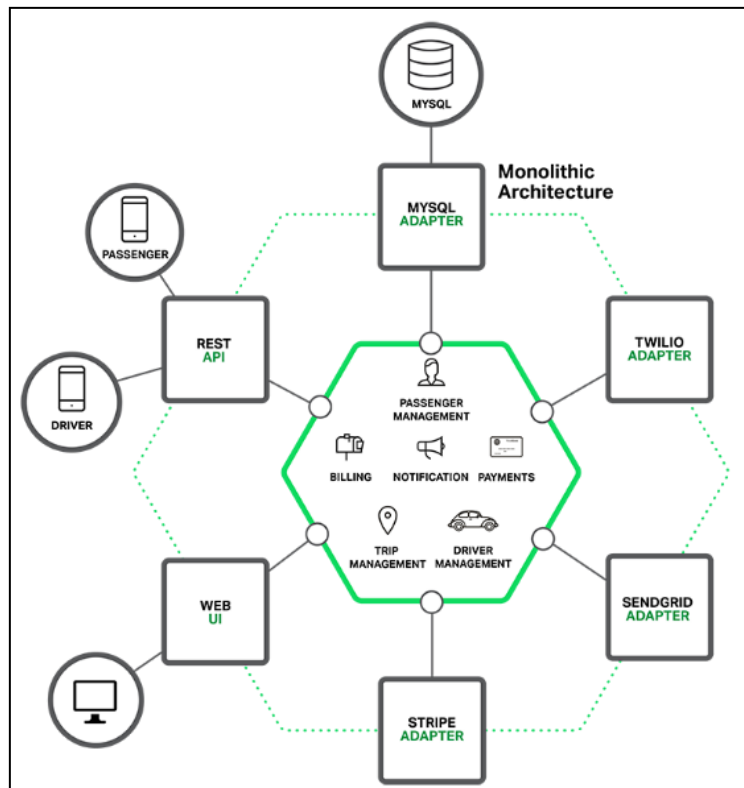 MYSQL
Monolithic
Architecture
MYSQL
ADAPTER
PASSENGER
REST
API
TWILIO
ADAPTER
DRIVER
PASSENGER
MANAGEMENT
BILLING
NOTIFICATION
PAYMENTS
TRIP
MANAGEMENT
DRIVER
MANAGEMENT
WEB
UI
SENDGRID
ADAPTER
STRIPE
ADAPTER